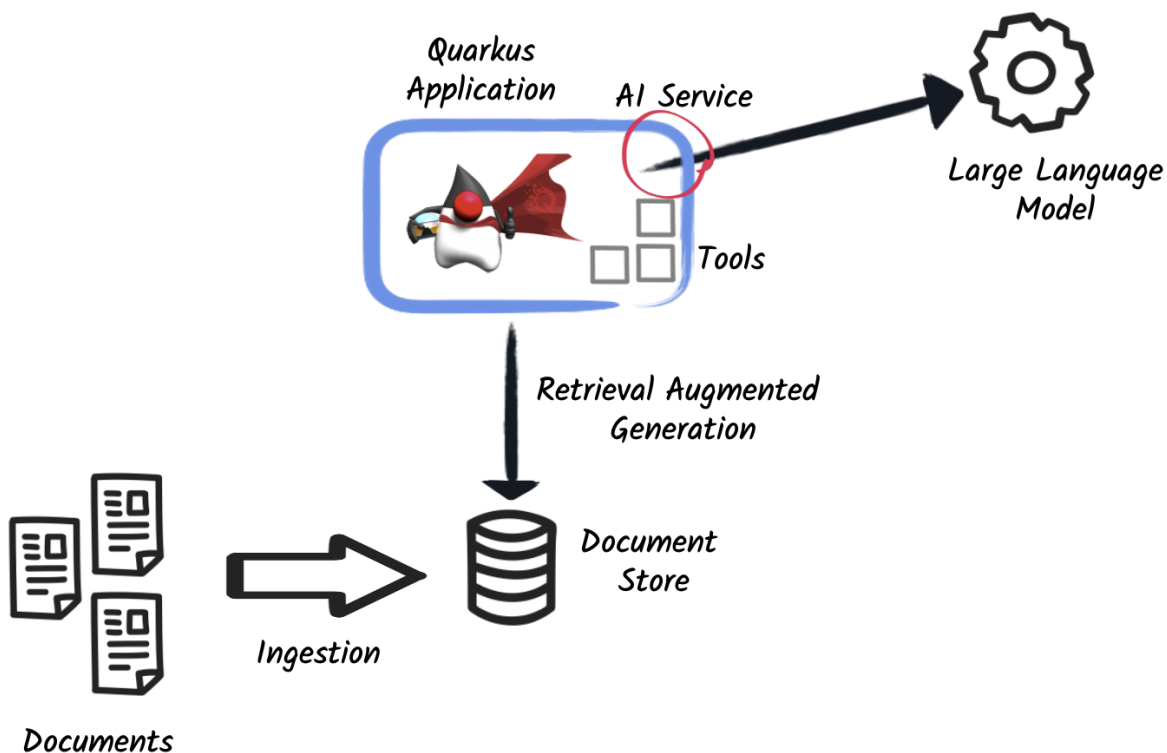 Quarkus
Application
AI Service
Large Language
Model
Tools
Retrieval Augmented
Generation
Document
Store
Ingestion
Documents